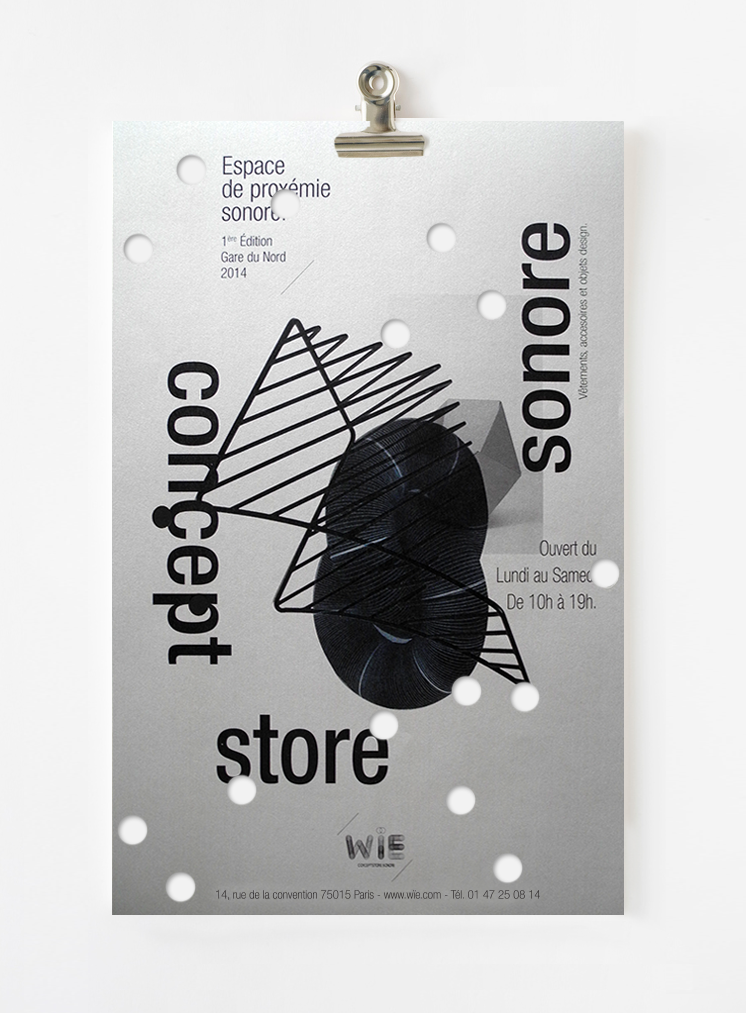 Espace
de proxémie
sonore.
1ère Édition
Gare du Nord
2014
sonore
Vêtements, accesoires et objets design.
conçept
Ouvert du
Lundi au Samed
De 10h à 19h.
store
WiE
14, rue de la convention 75015 Paris - www.wie.com - Tél. 01 47 25 08 14